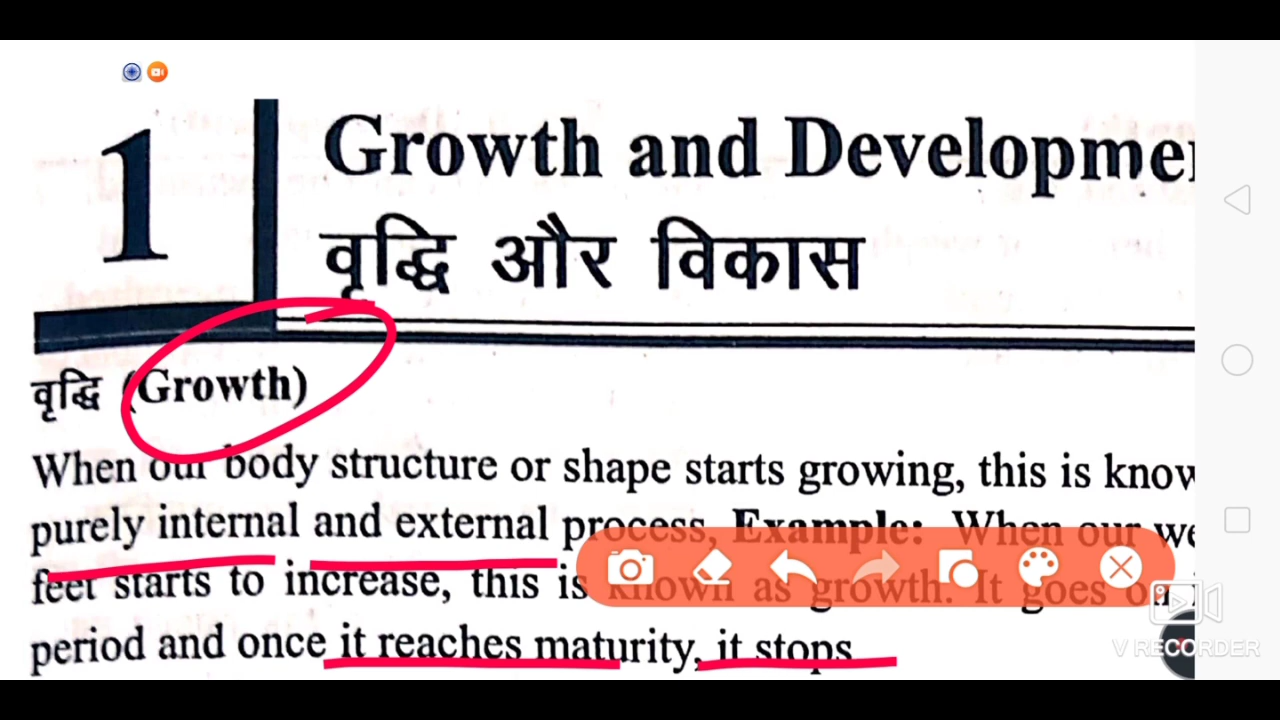 1
Growth and Developme
वृद्धि और विकास
वृद्धि (Growth)
When our body structure or shape starts growing, this is know
purely internal and external process, Example: When our we
feet starts to increase, this is known as growth. It goes on
period and once it reaches maturity, it stops
V RECORDER